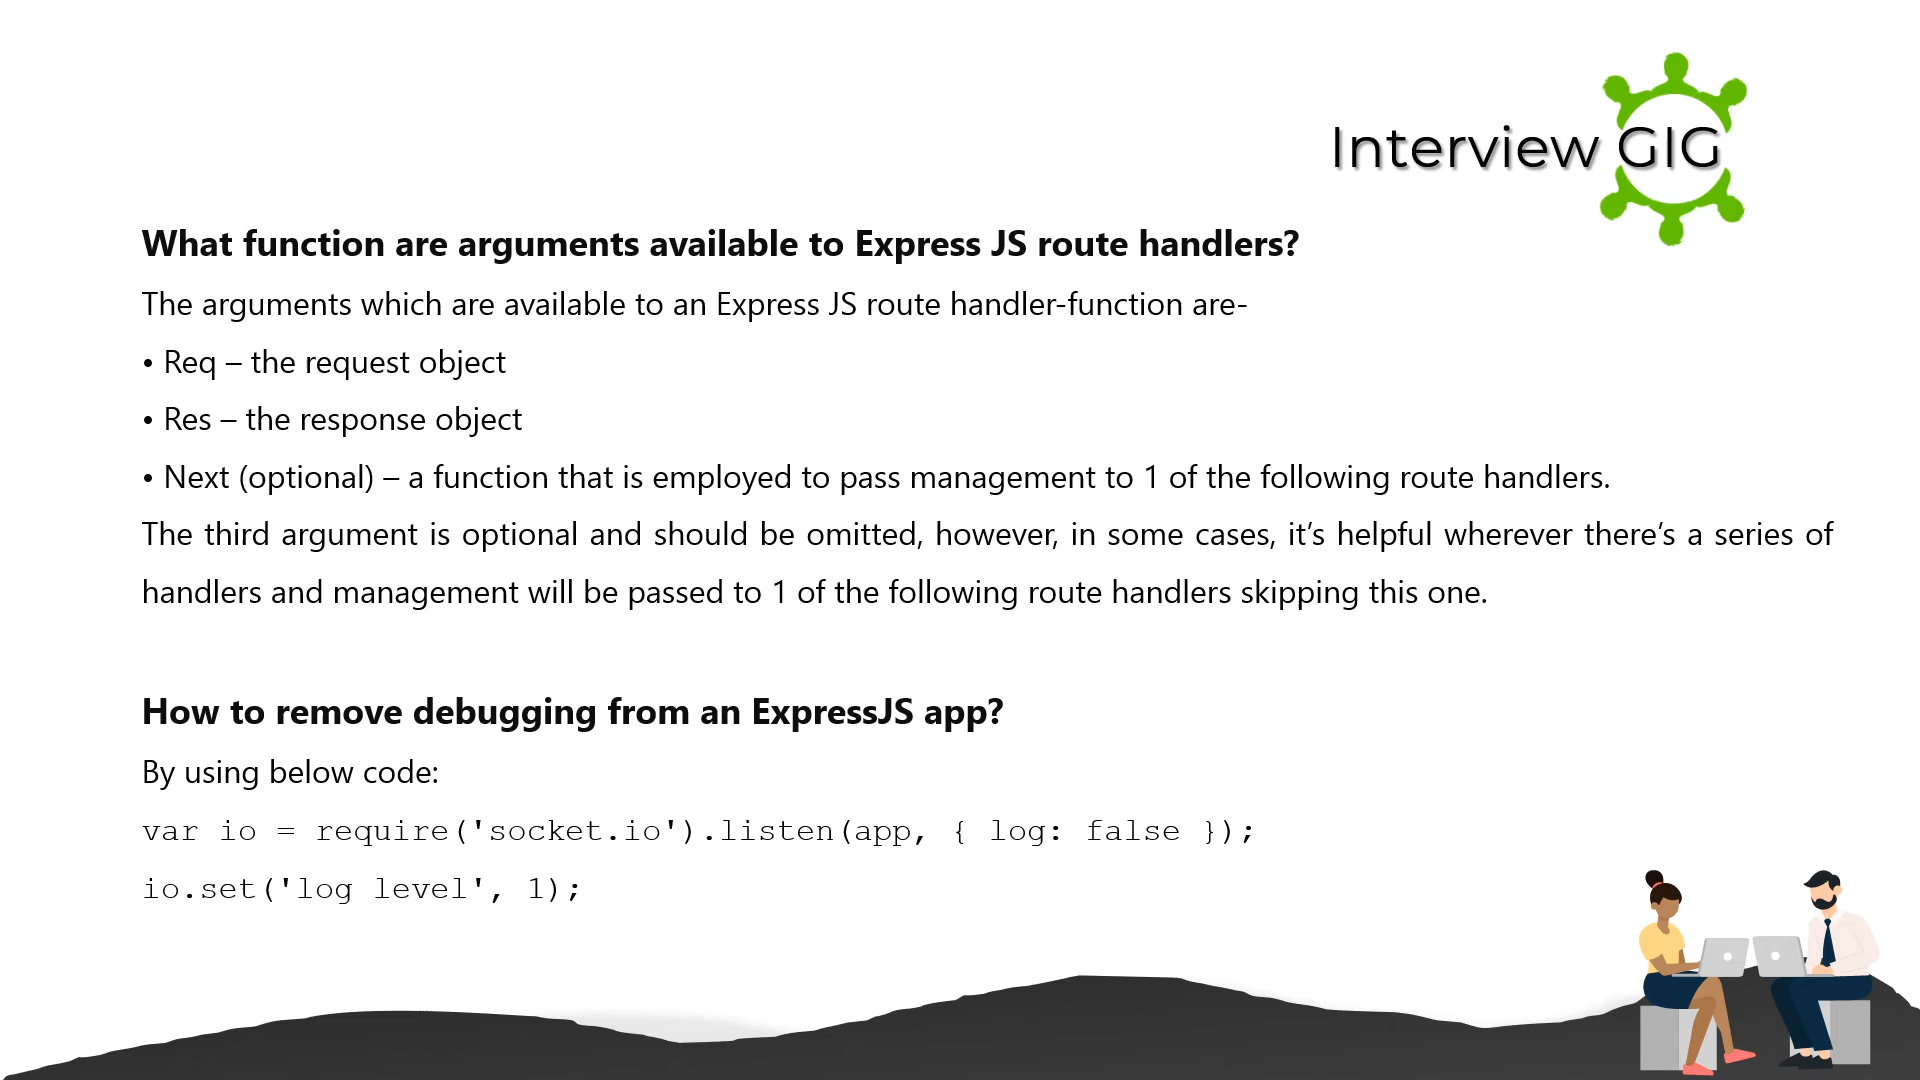 Interview GIG
What function are arguments available to Express JS route handlers?
The arguments which are available to an Express JS route handler-function are-
• Req – the request object
• Res – the response object
• Next (optional) – a function that is employed to pass management to 1 of the following route handlers.
The third argument is optional and should be omitted, however, in some cases, it’s helpful wherever there’s a series of
handlers and management will be passed to 1 of the following route handlers skipping this one.
How to remove debugging from an ExpressJS app?
By using below code:
var io = require('socket.io').listen(app, { log: false });
io.set('log level', 1);